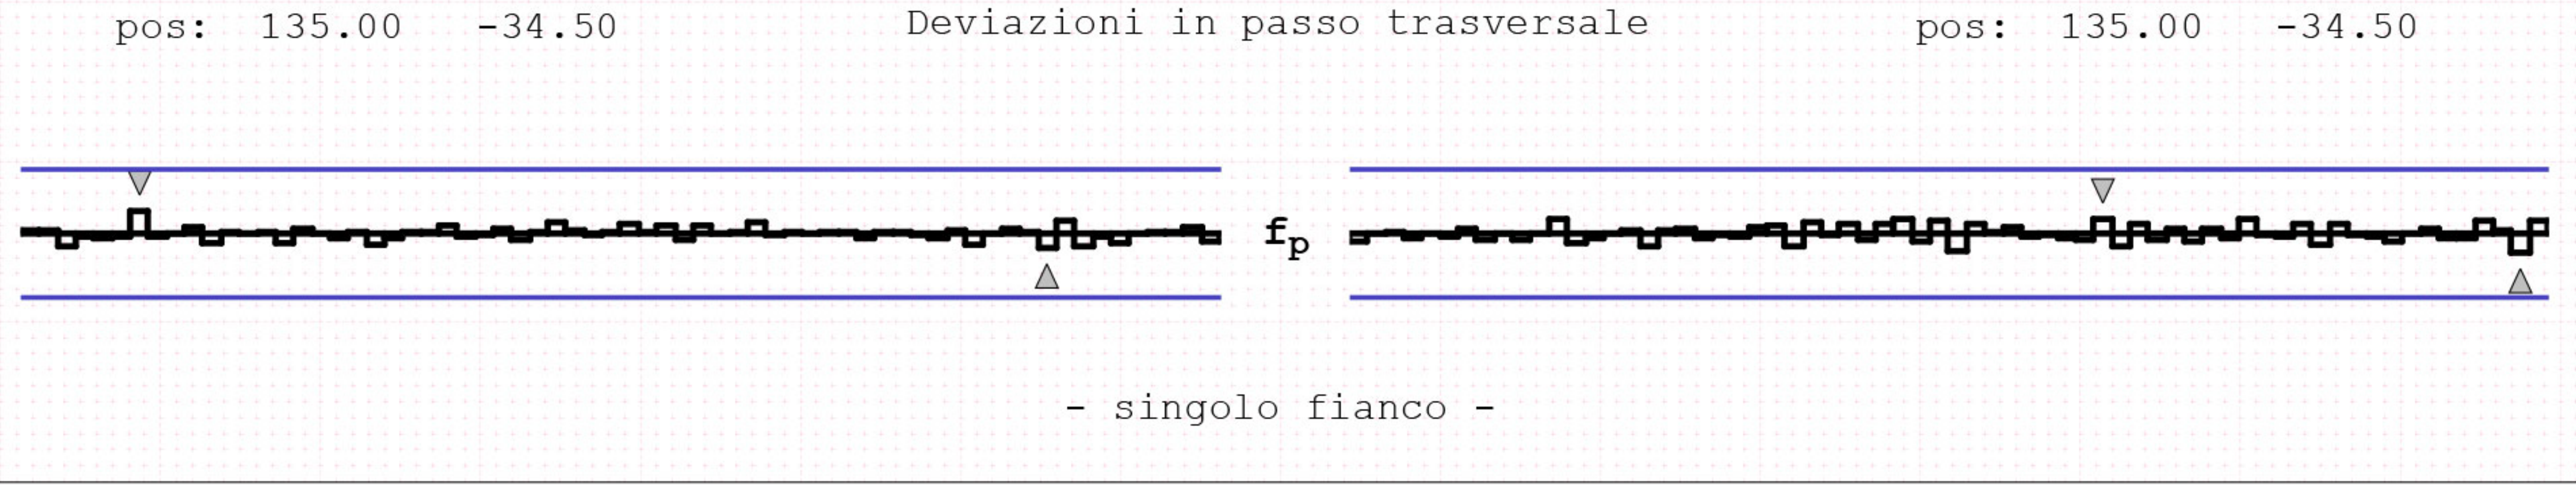 pos: 135.00 -34.50 Deviazioni in passo trasversale pos: 135.00 -34.50
fp
- singolo fianco -